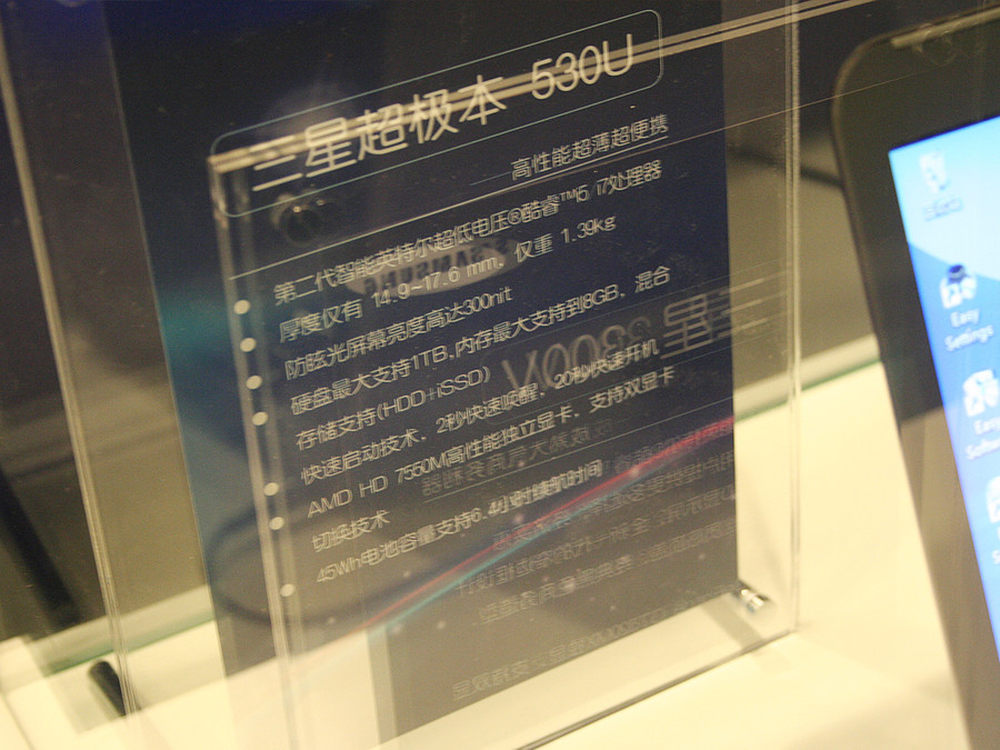 三星超极本 530U
高性能超薄超便携
第二代智能英特尔超低电压®酷睿™i5 i7处理器
厚度仅有 14.9~17.6 mm，仅重 1.39kg
防眩光屏幕亮度高达300nit
硬盘最大支持1TB,内存最大支持到8GB，混合
存储支持(HDD+iSSD)
快速启动技术，2秒快速唤醒，20秒快速开机
AMD HD 7550M高性能独立显卡，支持双显卡
切换技术
45Wh电池容量支持6.4小时续航时间
SAMSUNG
Easy
Settings